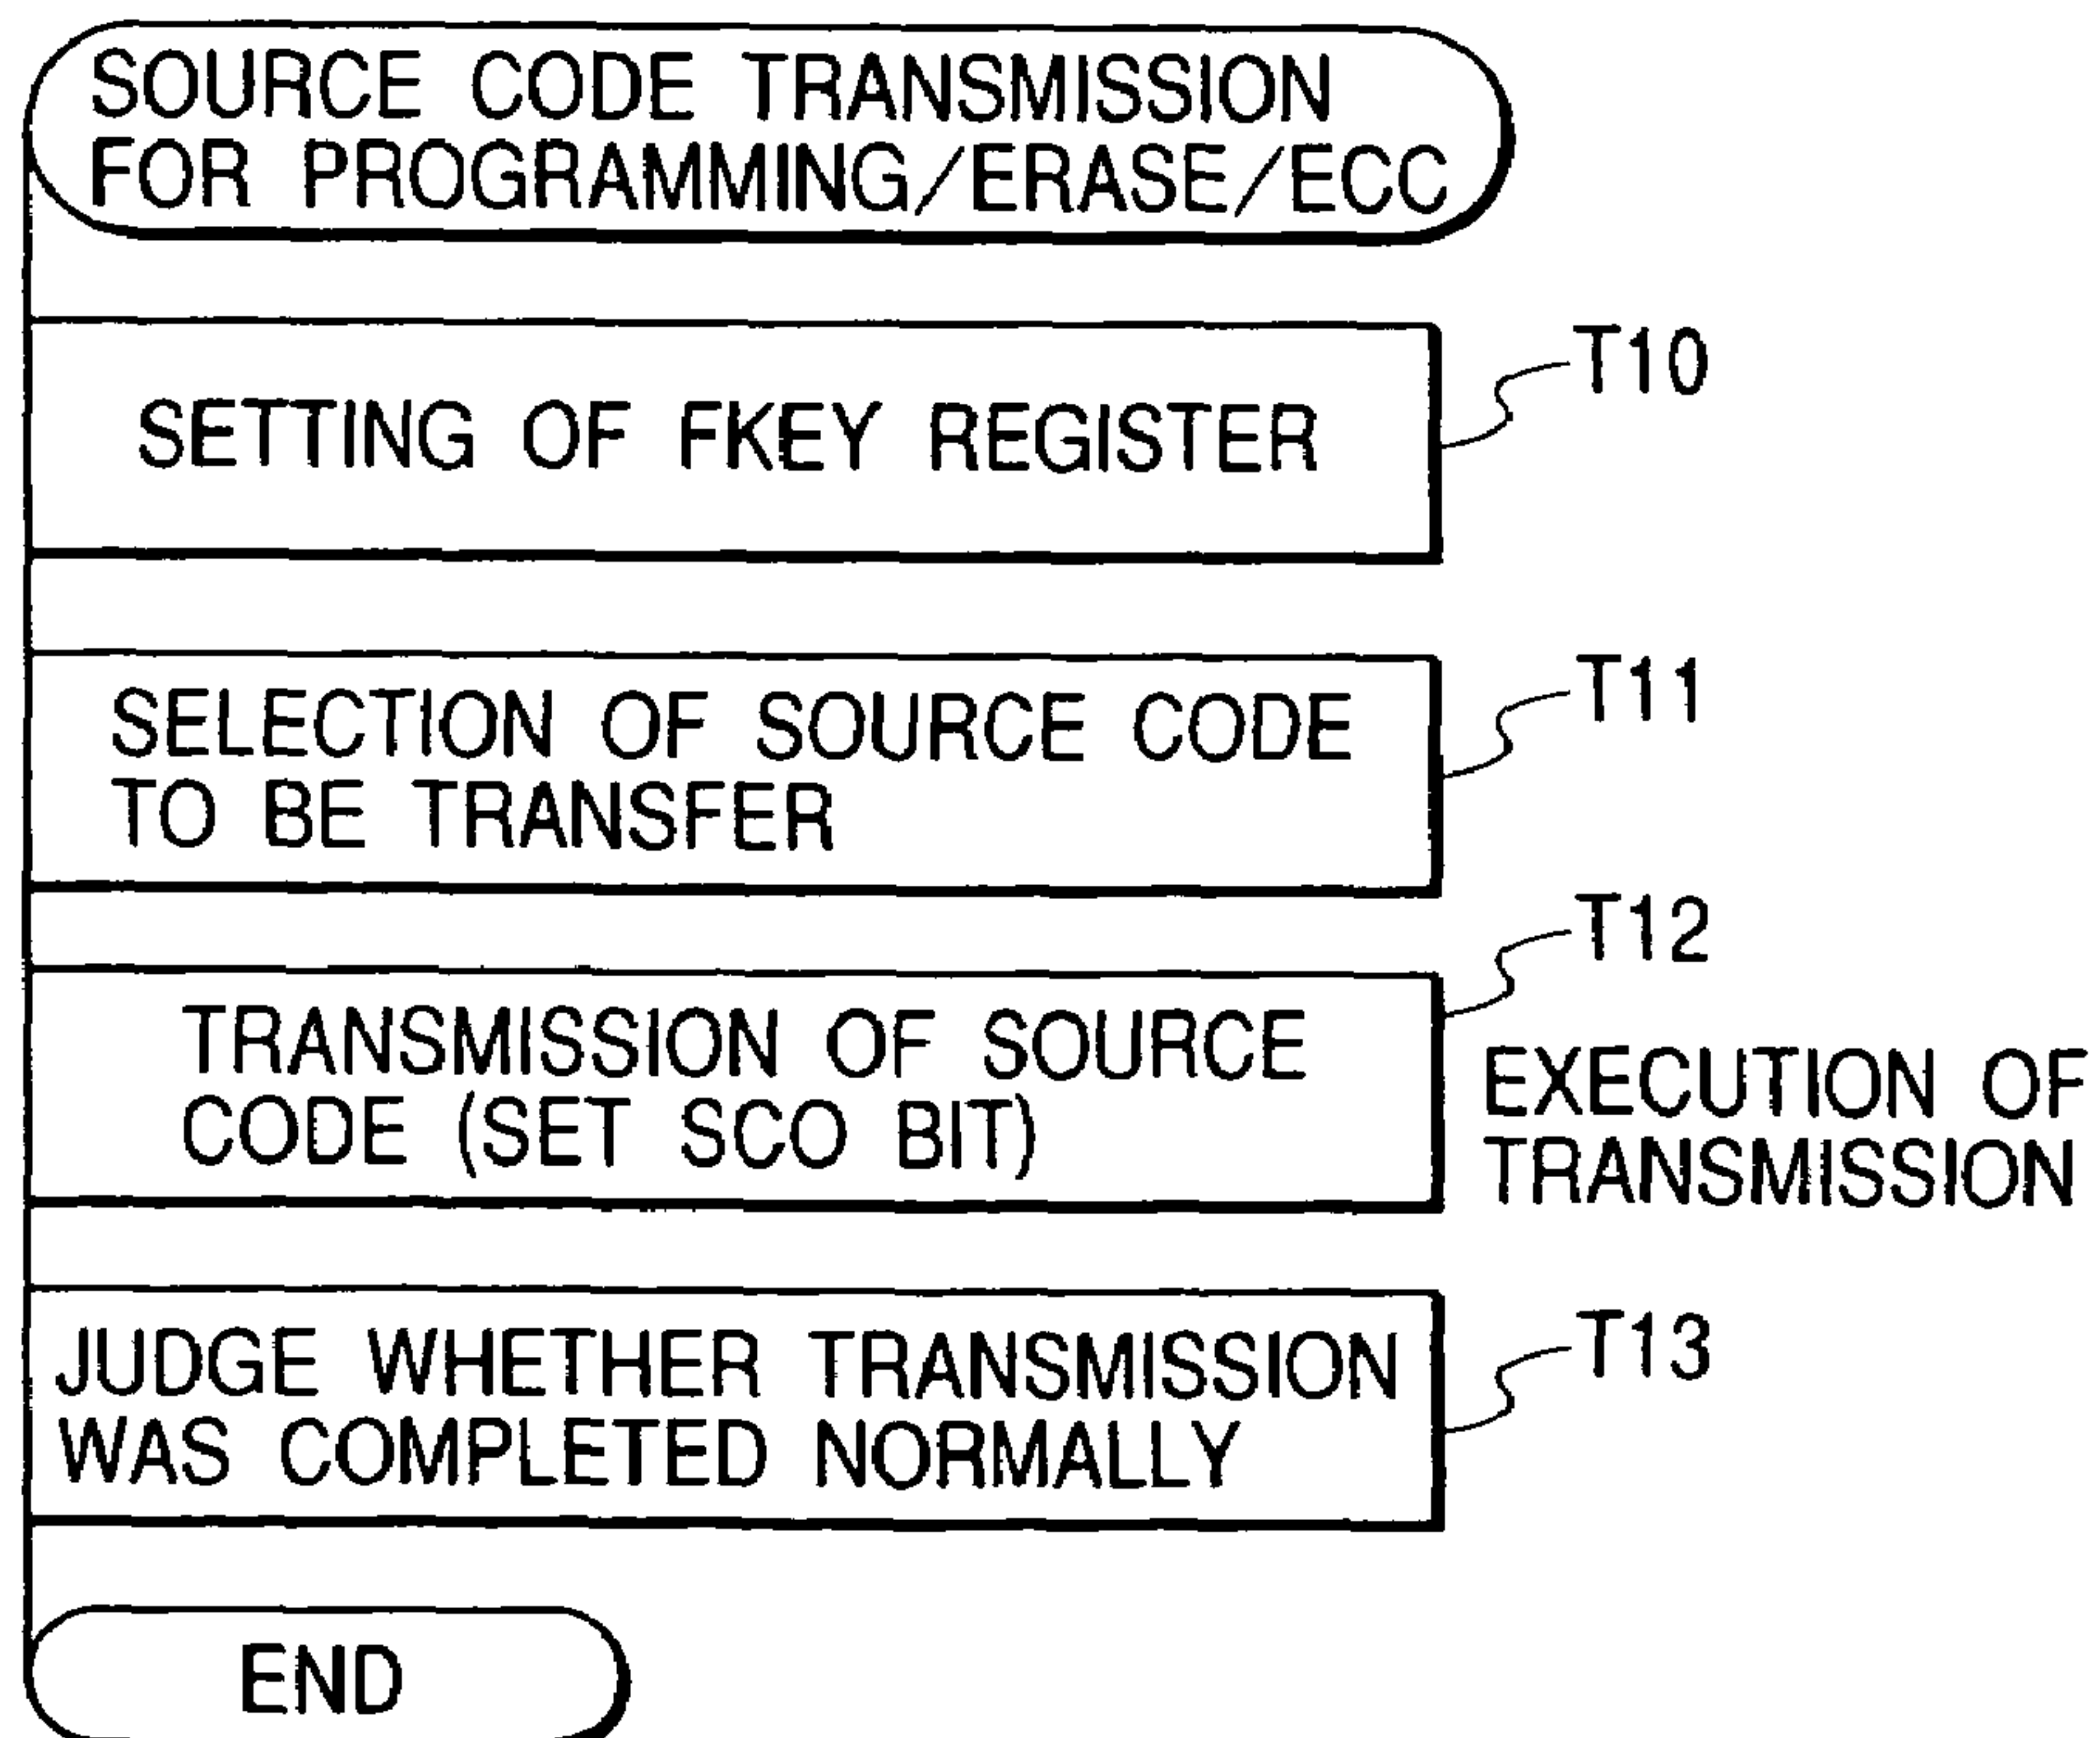 SOURCE CODE TRANSMISSION
FOR PROGRAMMING/ERASE/ECC
SETTING OF FKEY REGISTER
T10
SELECTION OF SOURCE CODE
TO BE TRANSFER
T11
TRANSMISSION OF SOURCE
CODE (SET SCO BIT)
T12
EXECUTION OF
TRANSMISSION
JUDGE WHETHER TRANSMISSION
WAS COMPLETED NORMALLY
T13
END